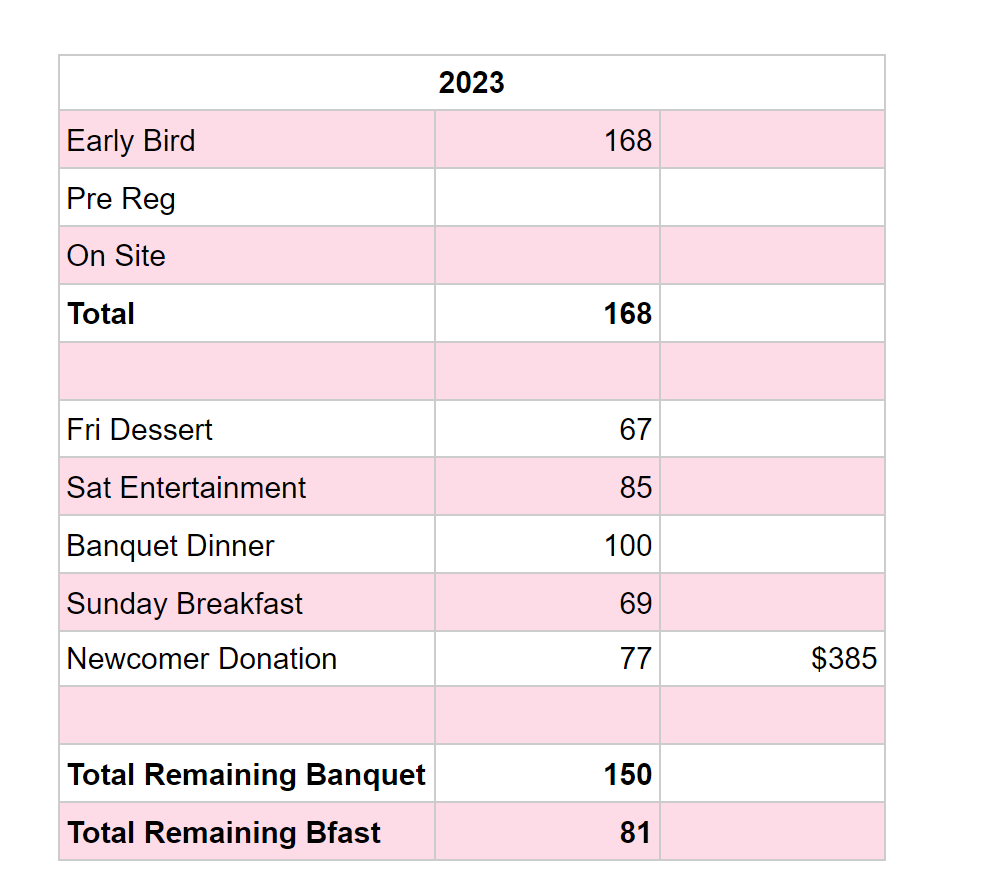 2023
Early Bird 168
Pre Reg
On Site
Total 168
Fri Dessert 67
Sat Entertainment 85
Banquet Dinner 100
Sunday Breakfast 69
Newcomer Donation 77 $385
Total Remaining Banquet 150
Total Remaining Bfast 81